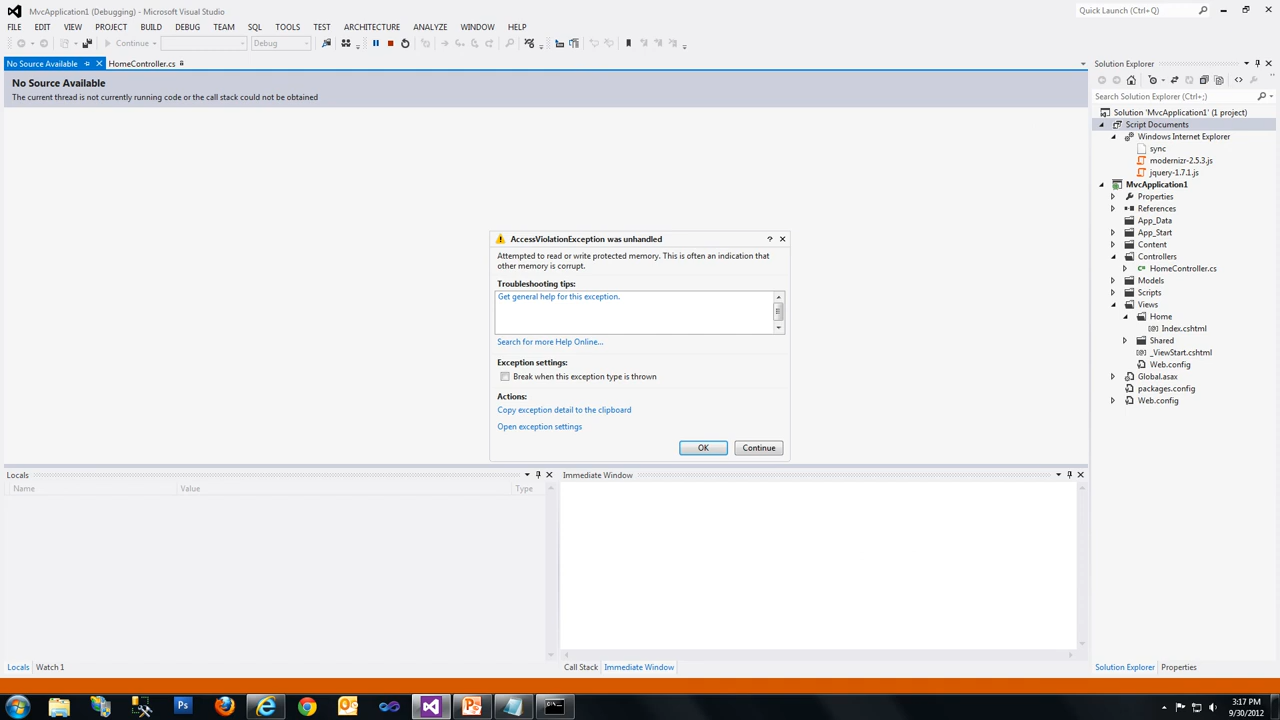 MvcApplication1 (Debugging) - Microsoft Visual Studio
Quick Launch (Ctrl+Q)
FILE EDIT VIEW PROJECT BUILD DEBUG TEAM SQL TOOLS TEST ARCHITECTURE ANALYZE WINDOW HELP
Continue Debug
No Source Available HomeController.cs
Solution Explorer
No Source Available
The current thread is not currently running code or the call stack could not be obtained
Search Solution Explorer (Ctrl+;)
Solution 'MvcApplication1' (1 project)
Script Documents
Windows Internet Explorer
sync
modernizr-2.5.3.js
jquery-1.7.1.js
MvcApplication1
Properties
References
App_Data
App_Start
Content
Controllers
HomeController.cs
Models
Scripts
Views
Home
Index.cshtml
Shared
_ViewStart.cshtml
Web.config
Global.asax
packages.config
Web.config
AccessViolationException was unhandled
Attempted to read or write protected memory. This is often an indication that
other memory is corrupt.
Troubleshooting tips:
Get general help for this exception.
Search for more Help Online...
Exception settings:
Break when this exception type is thrown
Actions:
Copy exception detail to the clipboard
Open exception settings
OK Continue
Locals
Name Value Type
Immediate Window
Locals Watch 1
Call Stack Immediate Window
Solution Explorer Properties
Ps
3:17 PM
9/30/2012